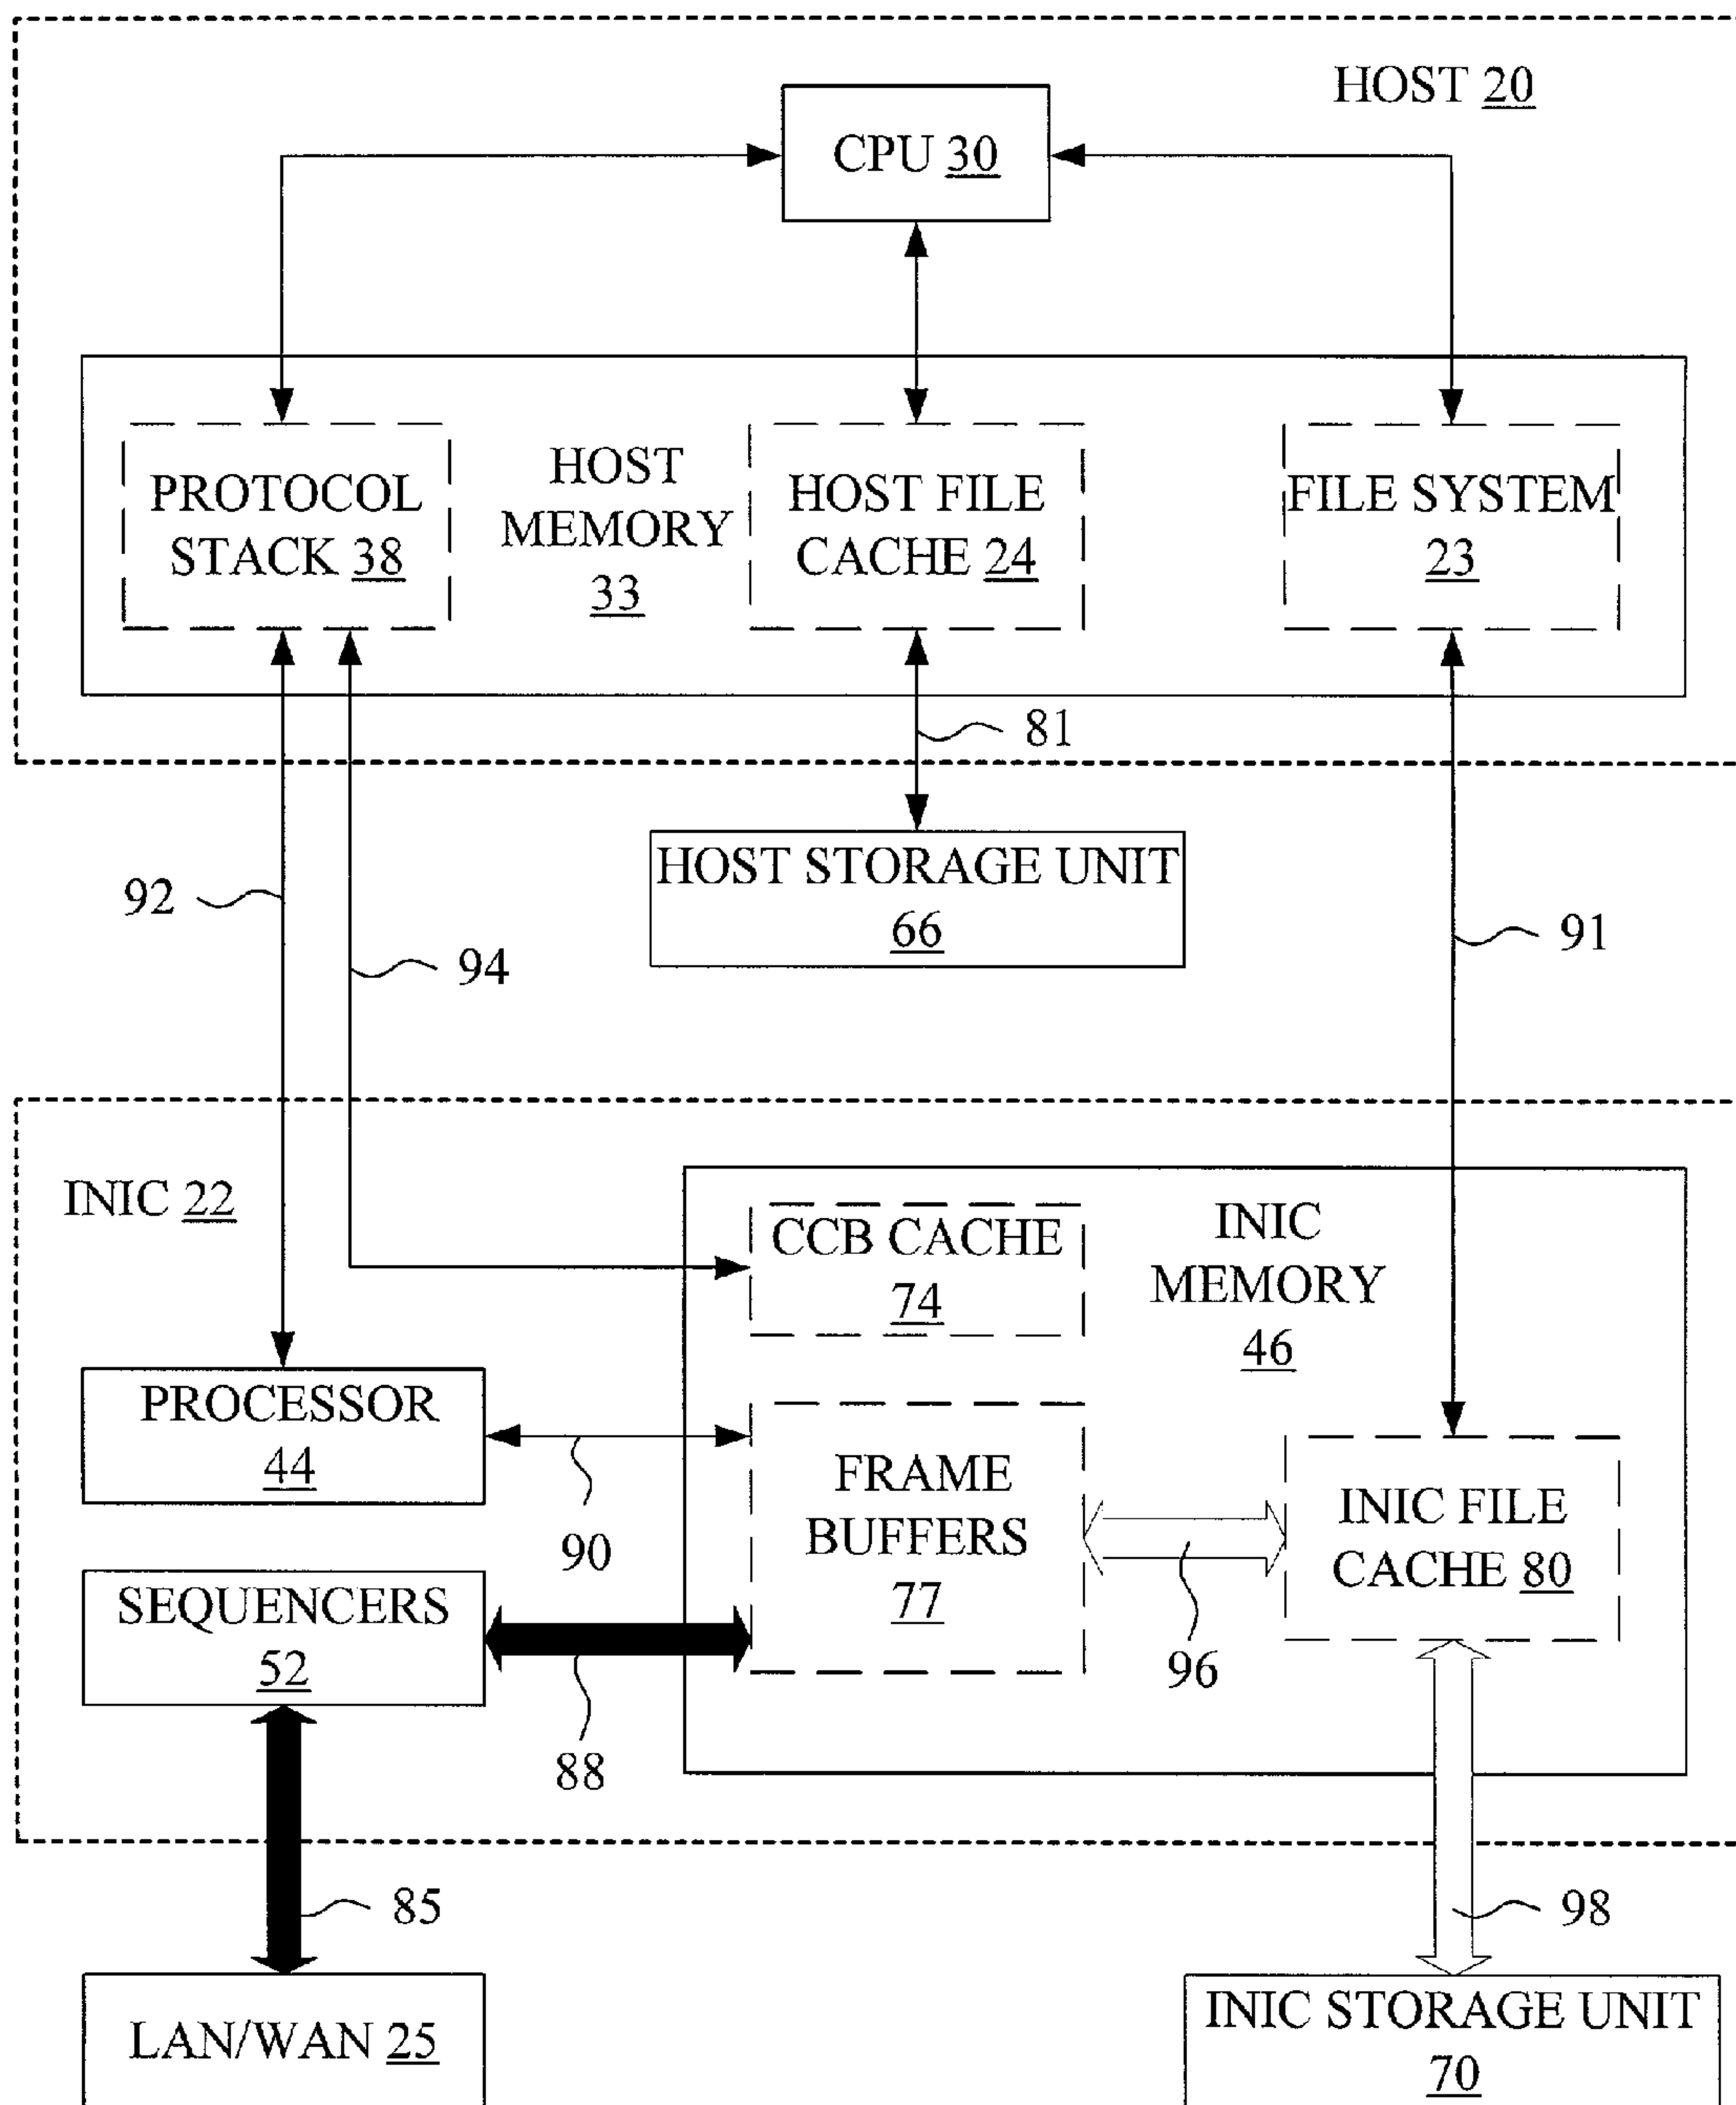 HOST 20
CPU 30
PROTOCOL
STACK 38
HOST
MEMORY
33
HOST FILE
CACHE 24
FILE SYSTEM
23
81
HOST STORAGE UNIT
66
92
94
91
INIC 22
CCB CACHE
74
INIC
MEMORY
46
PROCESSOR
44
90
FRAME
BUFFERS
77
INIC FILE
CACHE 80
96
SEQUENCERS
52
88
85
98
LAN/WAN 25
INIC STORAGE UNIT
70